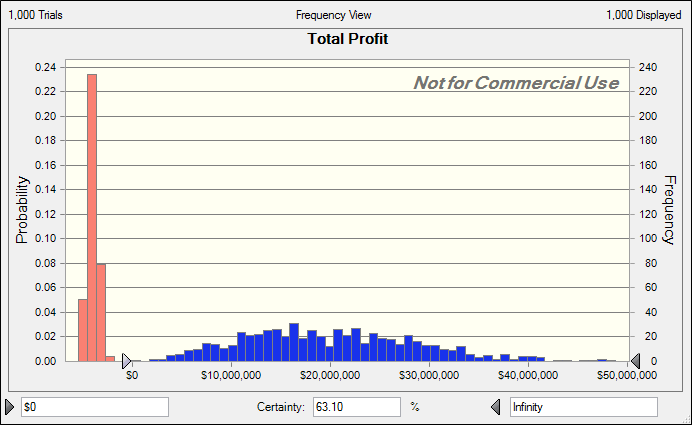 1,000 Trials Frequency View 1,000 Displayed
Total Profit
Not for Commercial Use
0.24 240
0.22 220
0.20 200
0.18 180
0.16 160
0.14 140
0.12 120
0.10 100
0.08 80
0.06 60
0.04 40
0.02 20
0.00 0
Probability
Frequency
$0 $10,000,000 $20,000,000 $30,000,000 $40,000,000 $50,000,000
$0 Certainty: 63.10 % Infinity